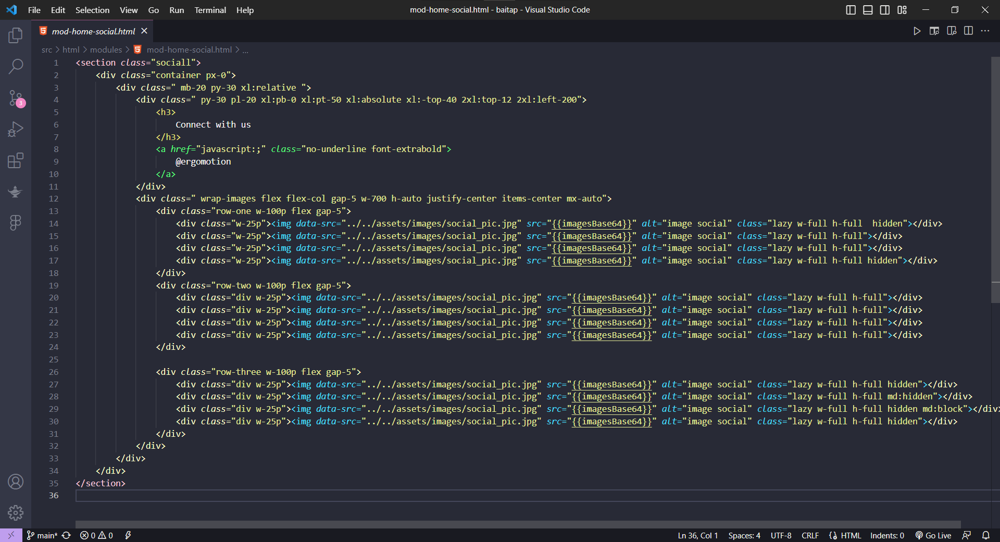 File Edit Selection View Go Run Terminal Help
mod-home-social.html - baitap - Visual Studio Code
mod-home-social.html
src > html > modules > mod-home-social.html > ...
3
1 <section class="sociall">
2 <div class="container px-0">
3 <div class=" mb-20 py-30 xl:relative ">
4 <div class=" py-30 pl-20 xl:pb-0 xl:pt-50 xl:absolute xl:-top-40 2xl:top-12 2xl:left-200">
5 <h3>
6 Connect with us
7 </h3>
8 <a href="javascript:;" class="no-underline font-extrabold">
9 @ergomotion
10 </a>
11 </div>
12 <div class=" wrap-images flex flex-col gap-5 w-700 h-auto justify-center items-center mx-auto">
13 <div class="row-one w-100p flex gap-5">
14 <div class="w-25p"><img data-src="../../assets/images/social_pic.jpg" src="{{imagesBase64}}" alt="image social" class="lazy w-full h-full  hidden"></div>
15 <div class="w-25p"><img data-src="../../assets/images/social_pic.jpg" src="{{imagesBase64}}" alt="image social" class="lazy w-full h-full"></div>
16 <div class="w-25p"><img data-src="../../assets/images/social_pic.jpg" src="{{imagesBase64}}" alt="image social" class="lazy w-full h-full"></div>
17 <div class="w-25p"><img data-src="../../assets/images/social_pic.jpg" src="{{imagesBase64}}" alt="image social" class="lazy w-full h-full hidden"></div>
18 </div>
19 <div class="row-two w-100p flex gap-5">
20 <div class="div w-25p"><img data-src="../../assets/images/social_pic.jpg" src="{{imagesBase64}}" alt="image social" class="lazy w-full h-full"></div>
21 <div class="div w-25p"><img data-src="../../assets/images/social_pic.jpg" src="{{imagesBase64}}" alt="image social" class="lazy w-full h-full"></div>
22 <div class="div w-25p"><img data-src="../../assets/images/social_pic.jpg" src="{{imagesBase64}}" alt="image social" class="lazy w-full h-full"></div>
23 <div class="div w-25p"><img data-src="../../assets/images/social_pic.jpg" src="{{imagesBase64}}" alt="image social" class="lazy w-full h-full"></div>
24 </div>
25
26 <div class="row-three w-100p flex gap-5">
27 <div class="div w-25p"><img data-src="../../assets/images/social_pic.jpg" src="{{imagesBase64}}" alt="image social" class="lazy w-full h-full hidden"></div>
28 <div class="div w-25p"><img data-src="../../assets/images/social_pic.jpg" src="{{imagesBase64}}" alt="image social" class="lazy w-full h-full md:hidden"></div>
29 <div class="div w-25p"><img data-src="../../assets/images/social_pic.jpg" src="{{imagesBase64}}" alt="image social" class="lazy w-full h-full hidden md:block"></div>
30 <div class="div w-25p"><img data-src="../../assets/images/social_pic.jpg" src="{{imagesBase64}}" alt="image social" class="lazy w-full h-full hidden"></div>
31 </div>
32 </div>
33 </div>
34 </div>
35 </section>
36
main* 0 0 Ln 36, Col 1 Spaces: 4 UTF-8 CRLF HTML Indents: 0 Go Live